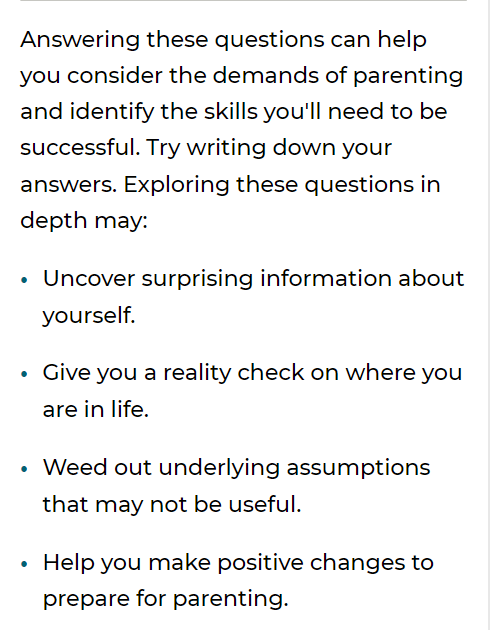 Answering these questions can help
you consider the demands of parenting
and identify the skills you'll need to be
successful. Try writing down your
answers. Exploring these questions in
depth may:
• Uncover surprising information about
yourself.
• Give you a reality check on where you
are in life.
• Weed out underlying assumptions
that may not be useful.
• Help you make positive changes to
prepare for parenting.